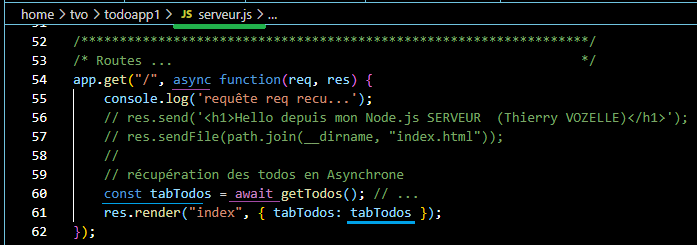 home > tvo > todoapp1 > JS serveur.js > ...
52 /******************************************************************/
53 /* Routes ... */
54 app.get("/", async function(req, res) {
55 console.log('requête req recu...');
56 // res.send('<h1>Hello depuis mon Node.js SERVEUR  (Thierry VOZELLE)</h1>');
57 // res.sendFile(path.join(__dirname, "index.html"));
58 //
59 // récupération des todos en Asynchrone
60 const tabTodos = await getTodos(); // ...
61 res.render("index", { tabTodos: tabTodos });
62 });